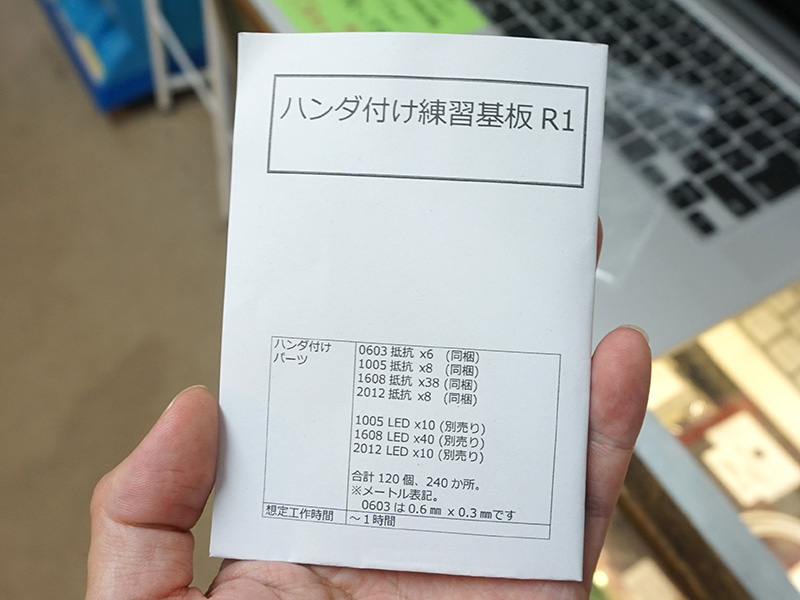 ハンダ付け練習基板 R1
ハンダ付け
パーツ
0603 抵抗 x6 (同梱)
1005 抵抗 x8 (同梱)
1608 抵抗 x38 (同梱)
2012 抵抗 x8 (同梱)
1005 LED x10 (別売り)
1608 LED x40 (別売り)
2012 LED x10 (別売り)
合計 120 個、240 か所。
※メートル表記。
0603 は 0.6 ㎜ x 0.3 ㎜です
想定工作時間
～１時間